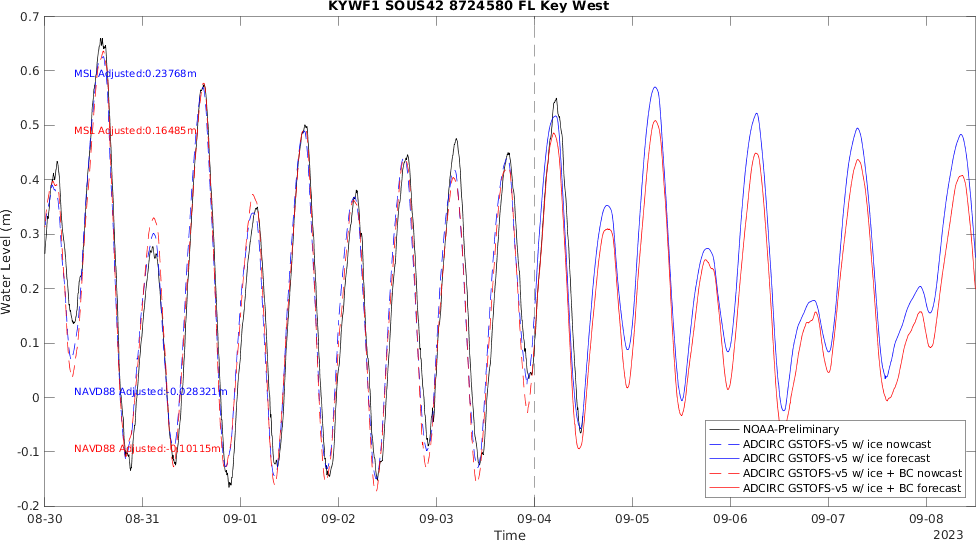 KYWF1 SOUS42 8724580 FL Key West
Water Level (m)
0.7
0.6
0.5
0.4
0.3
0.2
0.1
0
-0.1
-0.2
MSL Adjusted:0.23768m
MSL Adjusted:0.16485m
NAVD88 Adjusted:-0.028321m
NAVD88 Adjusted:-0.10115m
NOAA-Preliminary
ADCIRC GSTOFS-v5 w/ ice nowcast
ADCIRC GSTOFS-v5 w/ ice forecast
ADCIRC GSTOFS-v5 w/ ice + BC nowcast
ADCIRC GSTOFS-v5 w/ ice + BC forecast
08-30 08-31 09-01 09-02 09-03 09-04 09-05 09-06 09-07 09-08
Time
2023